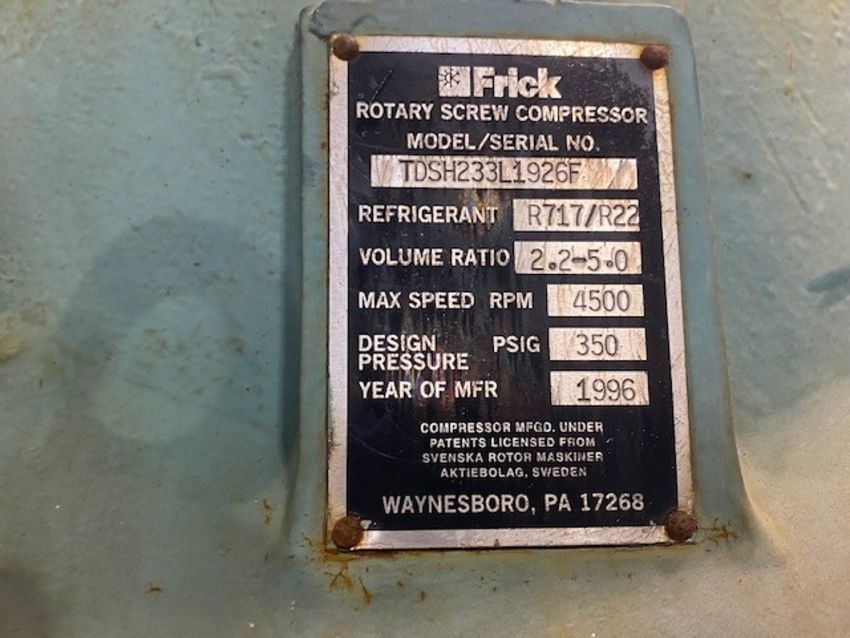 Frick
ROTARY SCREW COMPRESSOR
MODEL/SERIAL NO.
TDSH233L1926F
REFRIGERANT R717/R22
VOLUME RATIO 2.2-5.0
MAX SPEED RPM 4500
DESIGN PRESSURE PSIG 350
YEAR OF MFR 1996
COMPRESSOR MFGD. UNDER
PATENTS LICENSED FROM
SVENSKA ROTOR MASKINER
AKTIEBOLAG, SWEDEN
WAYNESBORO, PA 17268